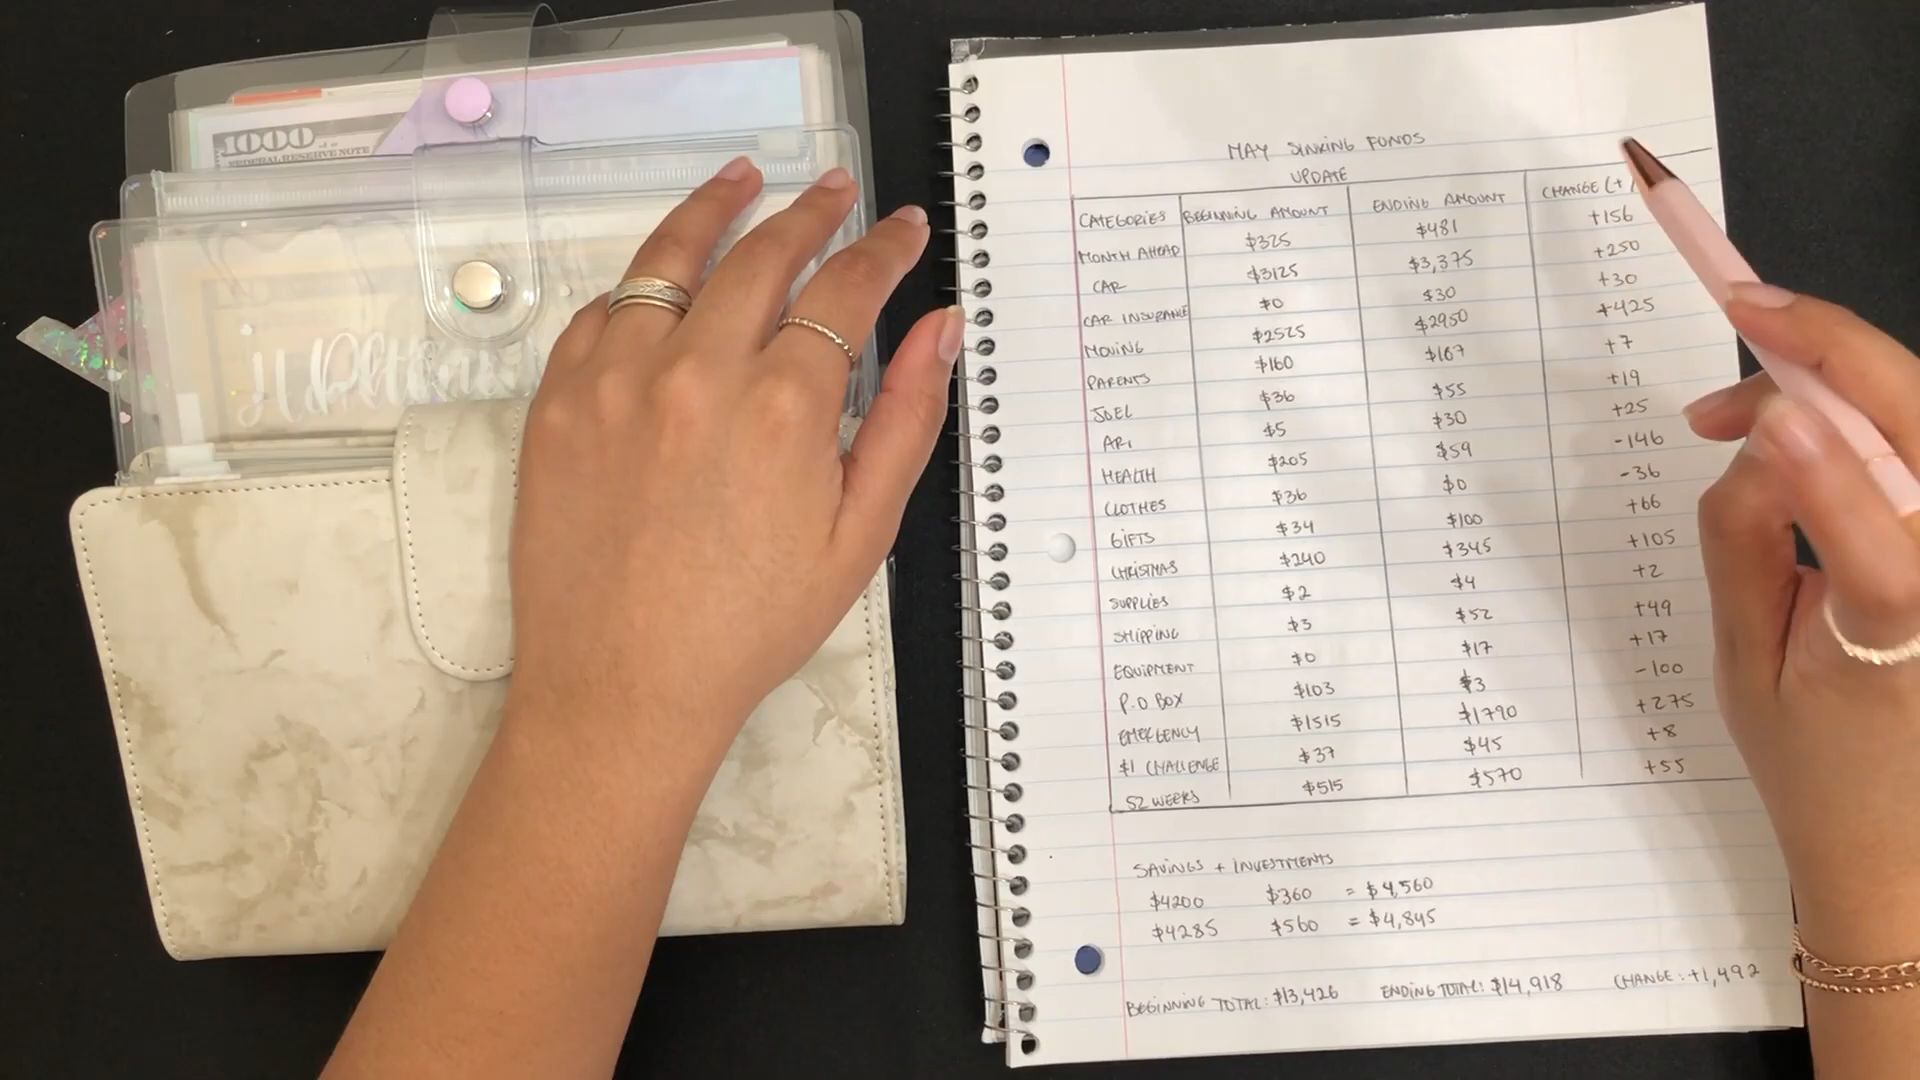 1000
FEDERAL RESERVE NOTE
MAY SINKING FUNDS
UPDATE
CATEGORIES BEGINNING AMOUNT ENDING AMOUNT CHANGE (+/
MONTH AHEAD $325 $481 +156
CAR $3125 $3,375 +250
CAR INSURANCE $0 $30 +30
MOVING $2525 $2950 +425
PARENTS $160 $167 +7
JOEL $36 $55 +19
ARI $5 $30 +25
HEALTH $205 $59 -146
CLOTHES $36 $0 -36
GIFTS $34 $100 +66
CHRISTMAS $240 $345 +105
SUPPLIES $2 $4 +2
SHIPPING $3 $52 +49
EQUIPMENT $0 $17 +17
P.O BOX $103 $3 -100
EMERGENCY $1515 $1790 +275
$1 CHALLENGE $37 $45 +8
52 WEEKS $515 $570 +55
SAVINGS + INVESTMENTS
$4200 $360 = $4,560
$4285 $560 = $4,845
BEGINNING TOTAL: $13,426 ENDING TOTAL: $14,918 CHANGE: +1,492